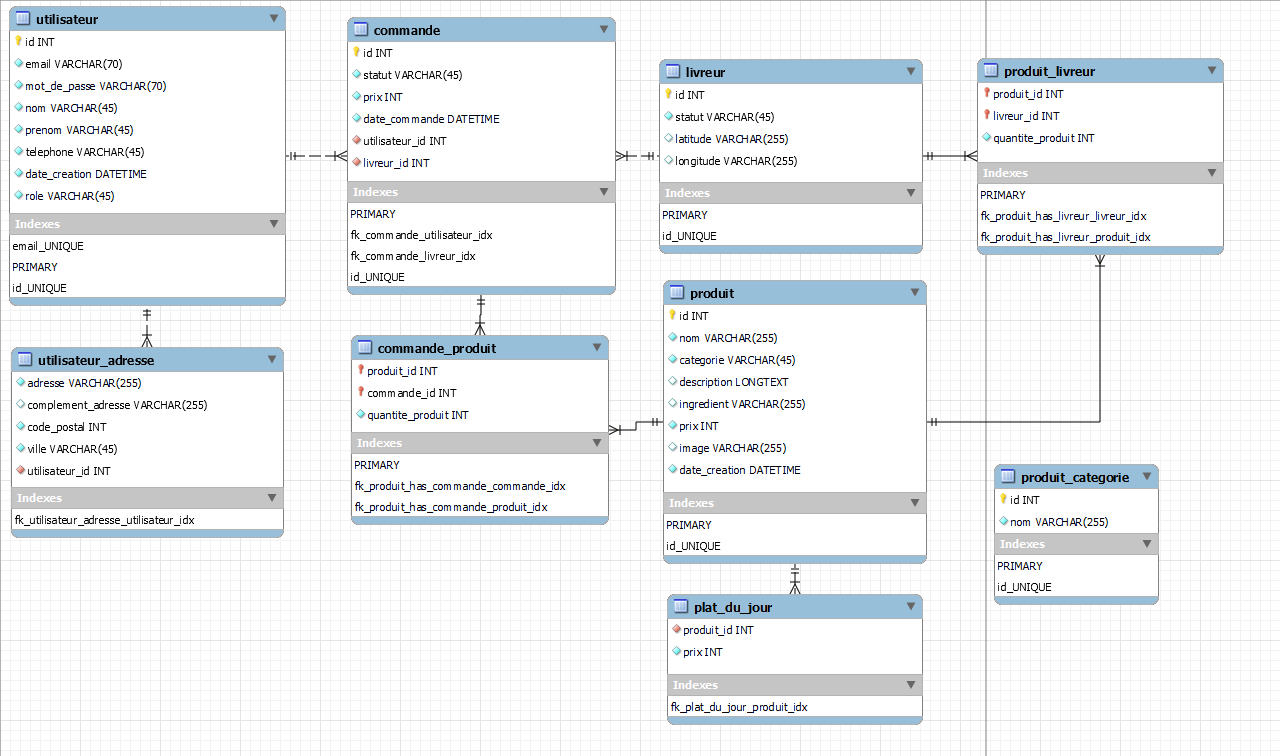 utilisateur
id INT
email VARCHAR(70)
mot_de_passe VARCHAR(70)
nom VARCHAR(45)
prenom VARCHAR(45)
telephone VARCHAR(45)
date_creation DATETIME
role VARCHAR(45)
Indexes
email_UNIQUE
PRIMARY
id_UNIQUE
utilisateur_adresse
adresse VARCHAR(255)
complement_adresse VARCHAR(255)
code_postal INT
ville VARCHAR(45)
utilisateur_id INT
Indexes
fk_utilisateur_adresse_utilisateur_idx
commande
id INT
statut VARCHAR(45)
prix INT
date_commande DATETIME
utilisateur_id INT
livreur_id INT
Indexes
PRIMARY
fk_commande_utilisateur_idx
fk_commande_livreur_idx
id_UNIQUE
commande_produit
produit_id INT
commande_id INT
quantite_produit INT
Indexes
PRIMARY
fk_produit_has_commande_commande_idx
fk_produit_has_commande_produit_idx
livreur
id INT
statut VARCHAR(45)
latitude VARCHAR(255)
longitude VARCHAR(255)
Indexes
PRIMARY
id_UNIQUE
produit
id INT
nom VARCHAR(255)
categorie VARCHAR(45)
description LONGTEXT
ingredient VARCHAR(255)
prix INT
image VARCHAR(255)
date_creation DATETIME
Indexes
PRIMARY
id_UNIQUE
plat_du_jour
produit_id INT
prix INT
Indexes
fk_plat_du_jour_produit_idx
produit_livreur
produit_id INT
livreur_id INT
quantite_produit INT
Indexes
PRIMARY
fk_produit_has_livreur_livreur_idx
fk_produit_has_livreur_produit_idx
produit_categorie
id INT
nom VARCHAR(255)
Indexes
PRIMARY
id_UNIQUE